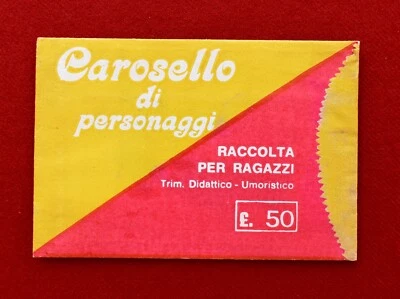 Carosello
di
personaggi
RACCOLTA
PER RAGAZZI
Trim. Didattico - Umoristico
£. 50